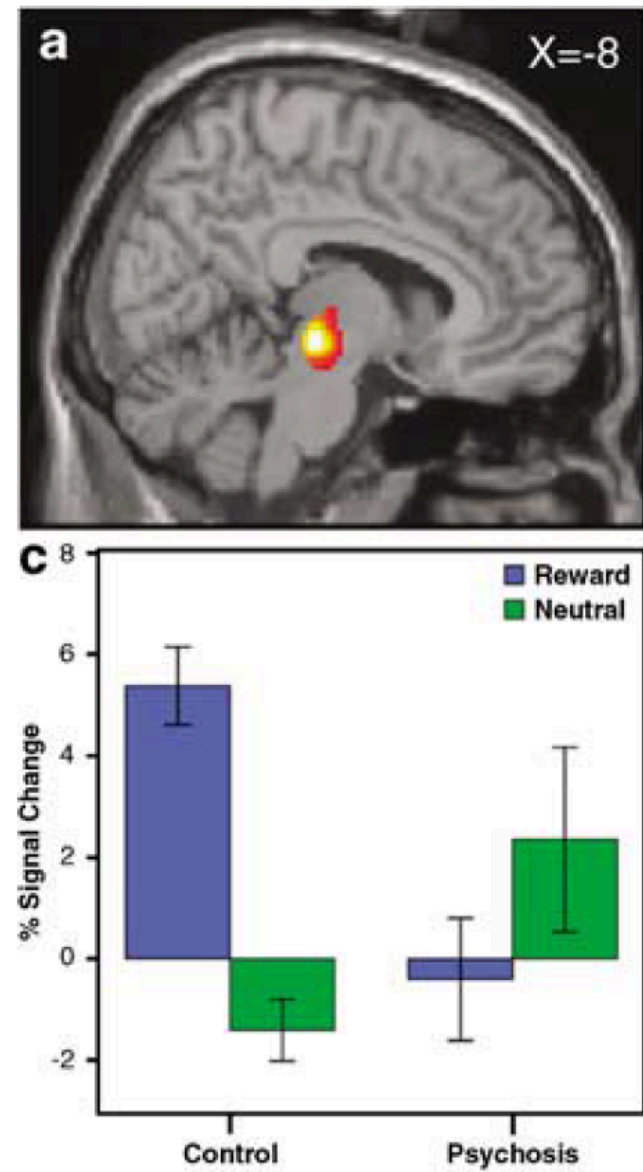 a
X=-8
c
Reward
Neutral
8
6
4
2
0
-2
% Signal Change
Control
Psychosis